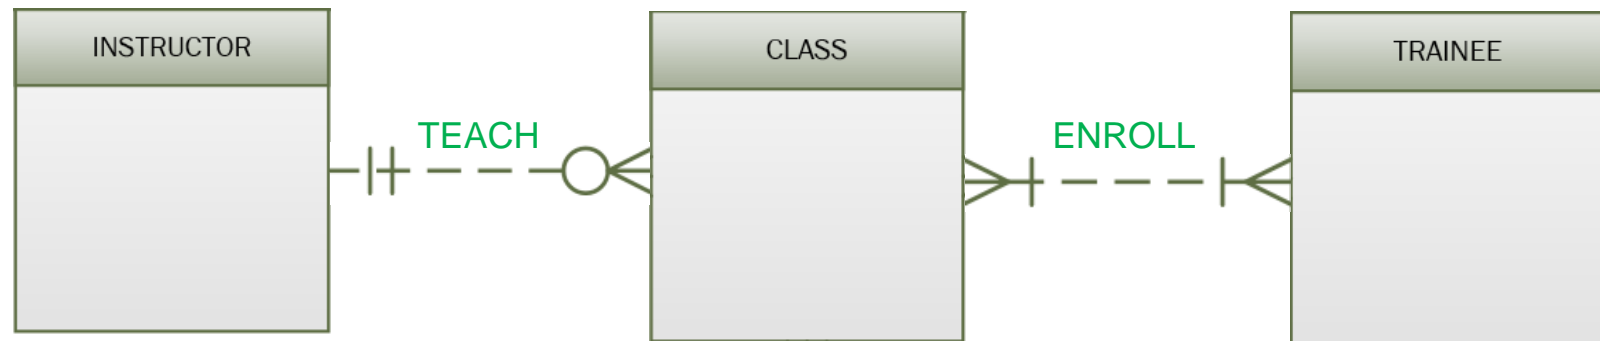 INSTRUCTOR
CLASS
TRAINEE
TEACH
ENROLL